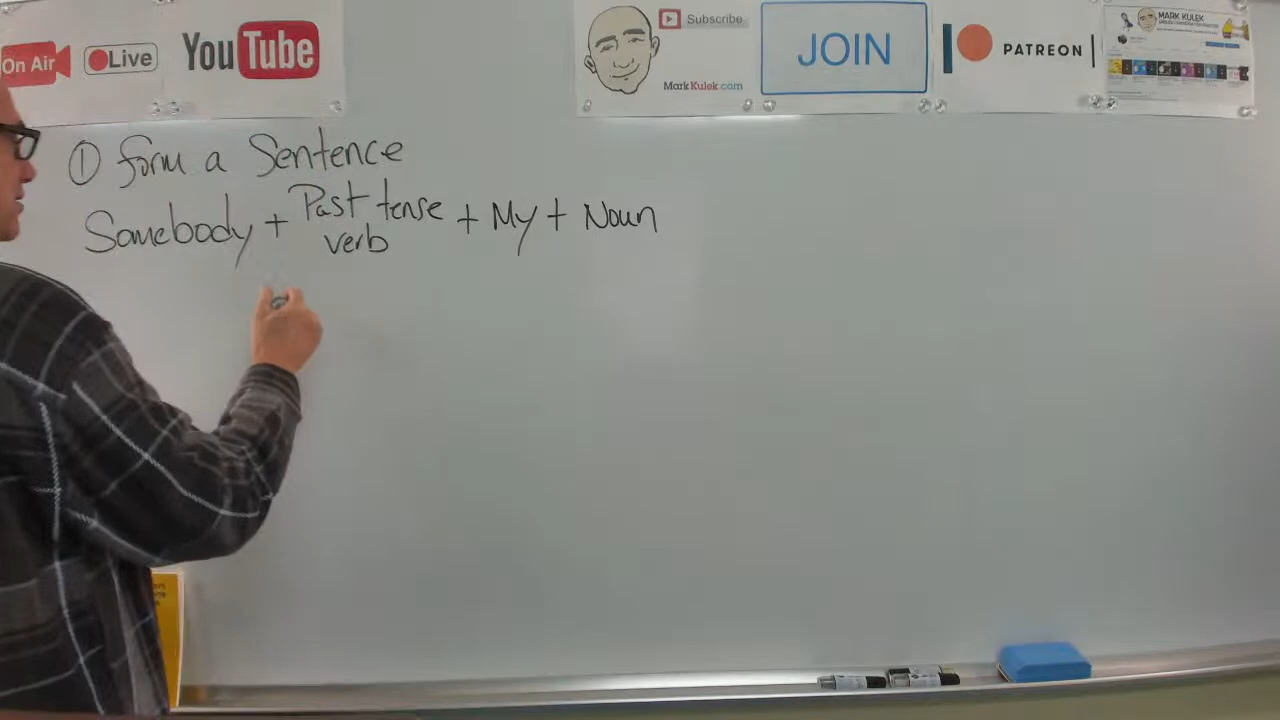 On Air
Live
YouTube
Subscribe
MarkKulek.com
JOIN
PATREON
MARK KULEK
① form a Sentence
Somebody + Past tense verb + My + Noun